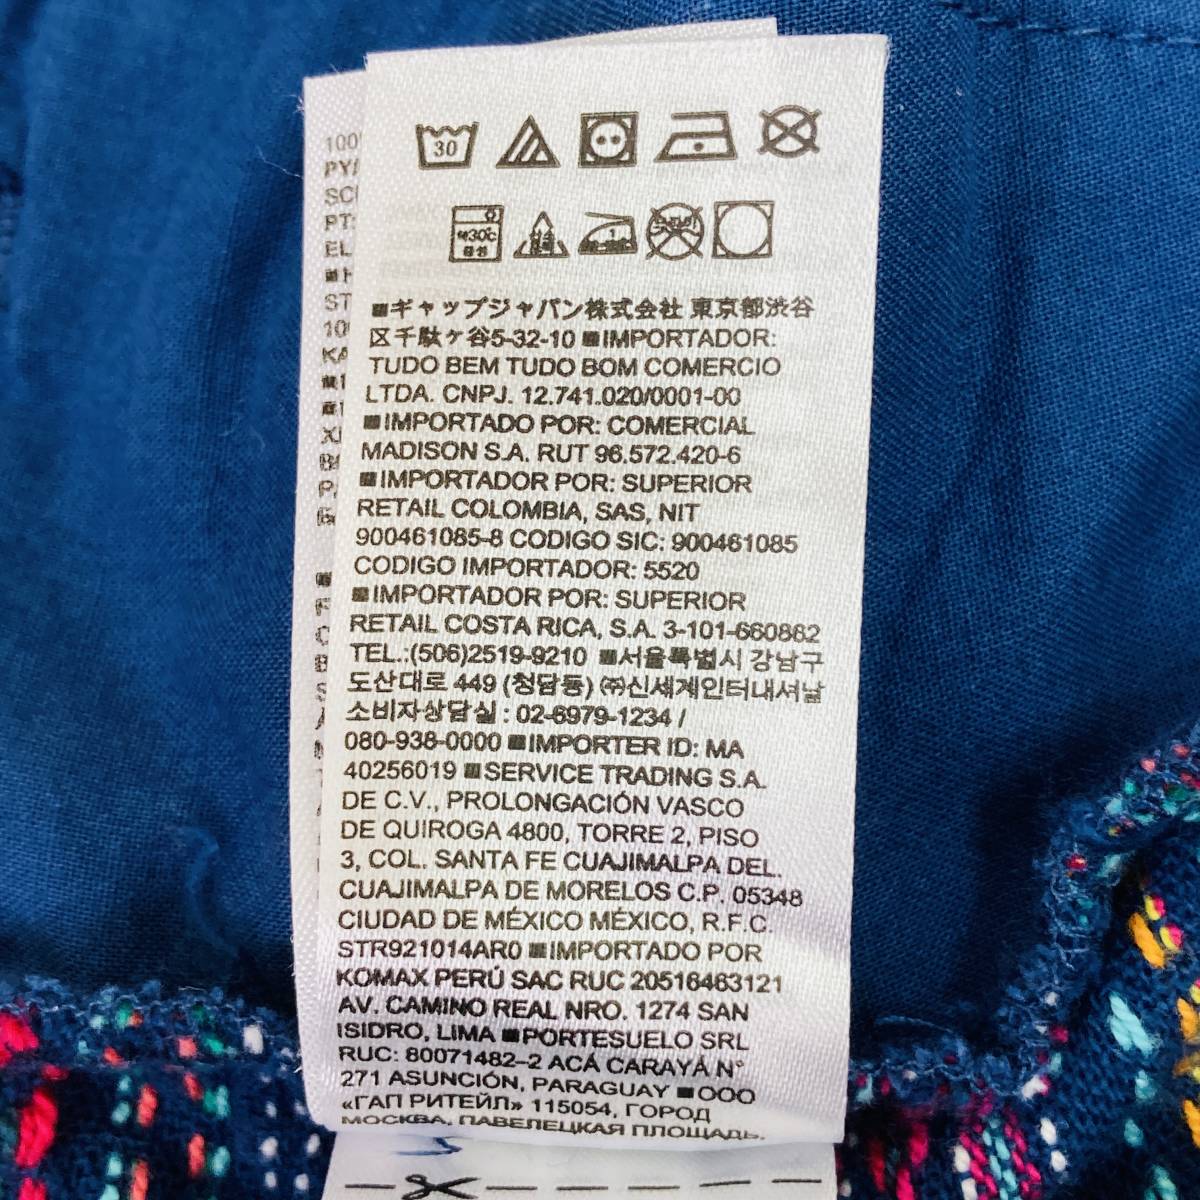 30
30℃
중성
1
■ギャップジャパン株式会社 東京都渋谷
区千駄ヶ谷5-32-10 ■IMPORTADOR:
TUDO BEM TUDO BOM COMERCIO
LTDA. CNPJ. 12.741.020/0001-00
■IMPORTADO POR: COMERCIAL
MADISON S.A. RUT 96.572.420-6
■IMPORTADOR POR: SUPERIOR
RETAIL COLOMBIA, SAS, NIT
900461085-8 CODIGO SIC: 900461085
CODIGO IMPORTADOR: 5520
■IMPORTADOR POR: SUPERIOR
RETAIL COSTA RICA, S.A. 3-101-660882
TEL.:(506)2519-9210 ■서울특별시 강남구
도산대로 449 (청담동) ㈜신세계인터내셔날
소비자상담실 : 02-6979-1234 /
080-938-0000 ■IMPORTER ID: MA
40256019 ■SERVICE TRADING S.A.
DE C.V., PROLONGACIÓN VASCO
DE QUIROGA 4800, TORRE 2, PISO
3, COL. SANTA FE CUAJIMALPA DEL.
CUAJIMALPA DE MORELOS C.P. 05348
CIUDAD DE MÉXICO MÉXICO, R.F.C.
STR921014AR0 ■IMPORTADO POR
KOMAX PERÚ SAC RUC 20516463121
AV. CAMINO REAL NRO. 1274 SAN
ISIDRO, LIMA ■PORTESUELO SRL
RUC: 80071482–2 ACÁ CARAYÁ N°
271 ASUNCIÓN, PARAGUAY ■ООО
«ГАП РИТЕЙЛ» 115054, ГОРОД
МОСКВА, ПАВЕЛЕЦКАЯ ПЛОЩАДЬ,